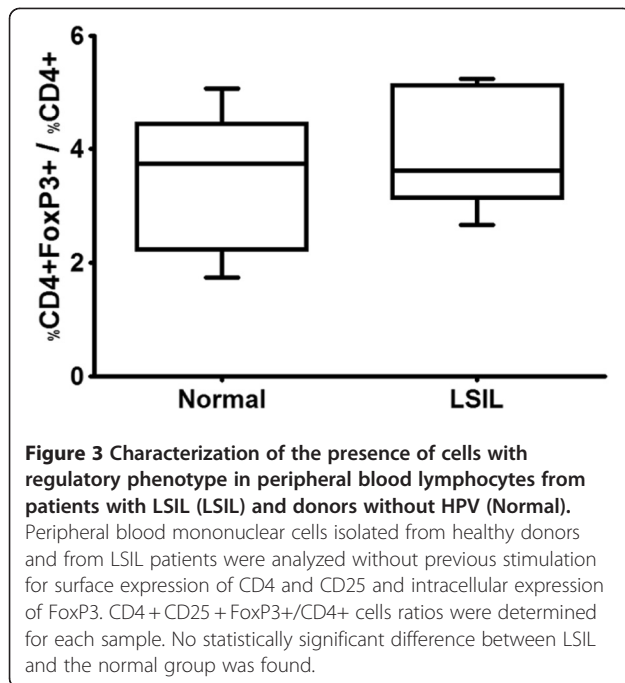 6
4
2
0
%CD4+FoxP3+ / %CD4+
Normal
LSIL
Figure 3 Characterization of the presence of cells with
regulatory phenotype in peripheral blood lymphocytes from
patients with LSIL (LSIL) and donors without HPV (Normal).
Peripheral blood mononuclear cells isolated from healthy donors
and from LSIL patients were analyzed without previous stimulation
for surface expression of CD4 and CD25 and intracellular expression
of FoxP3. CD4 + CD25 + FoxP3+/CD4+ cells ratios were determined
for each sample. No statistically significant difference between LSIL
and the normal group was found.